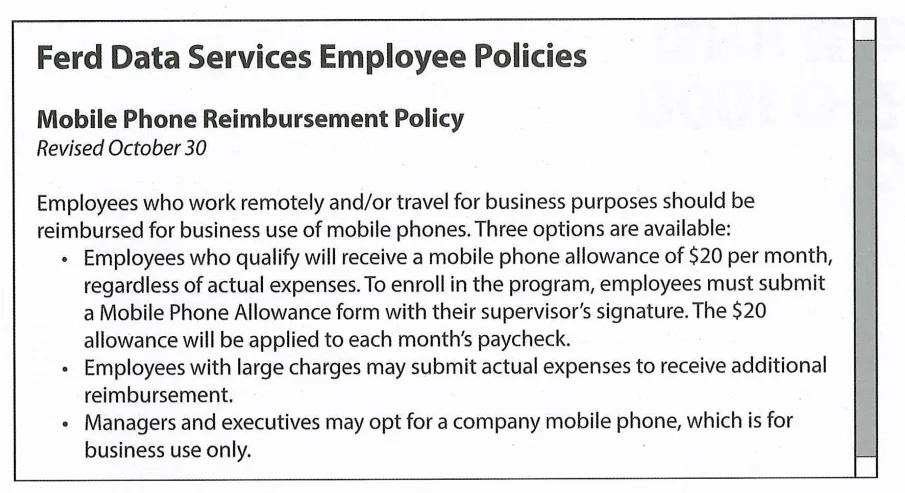 Ferd Data Services Employee Policies
Mobile Phone Reimbursement Policy
Revised October 30
Employees who work remotely and/or travel for business purposes should be
reimbursed for business use of mobile phones. Three options are available:
• Employees who qualify will receive a mobile phone allowance of $20 per month,
regardless of actual expenses. To enroll in the program, employees must submit
a Mobile Phone Allowance form with their supervisor's signature. The $20
allowance will be applied to each month's paycheck.
• Employees with large charges may submit actual expenses to receive additional
reimbursement.
• Managers and executives may opt for a company mobile phone, which is for
business use only.